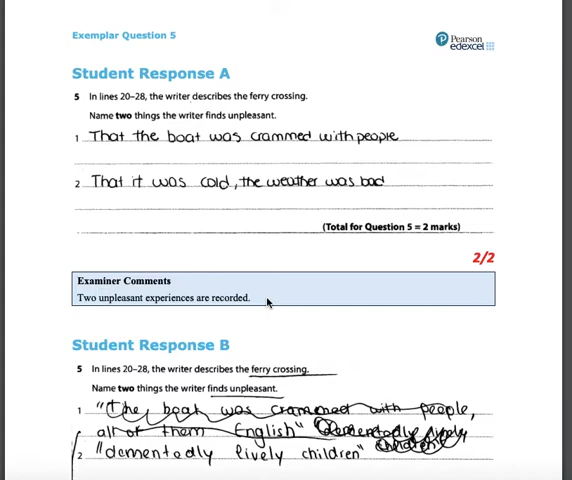 Exemplar Question 5
Pearson
edexcel
Student Response A
5 In lines 20–28, the writer describes the ferry crossing.
Name two things the writer finds unpleasant.
1 That the boat was crammed with people
2 That it was cold, the weather was bad
(Total for Question 5 = 2 marks)
2/2
Examiner Comments
Two unpleasant experiences are recorded.
Student Response B
5 In lines 20–28, the writer describes the ferry crossing.
Name two things the writer finds unpleasant.
1 "The boat was crammed with people,
all of them English" Dementedly lively
2 "dementedly lively children" children